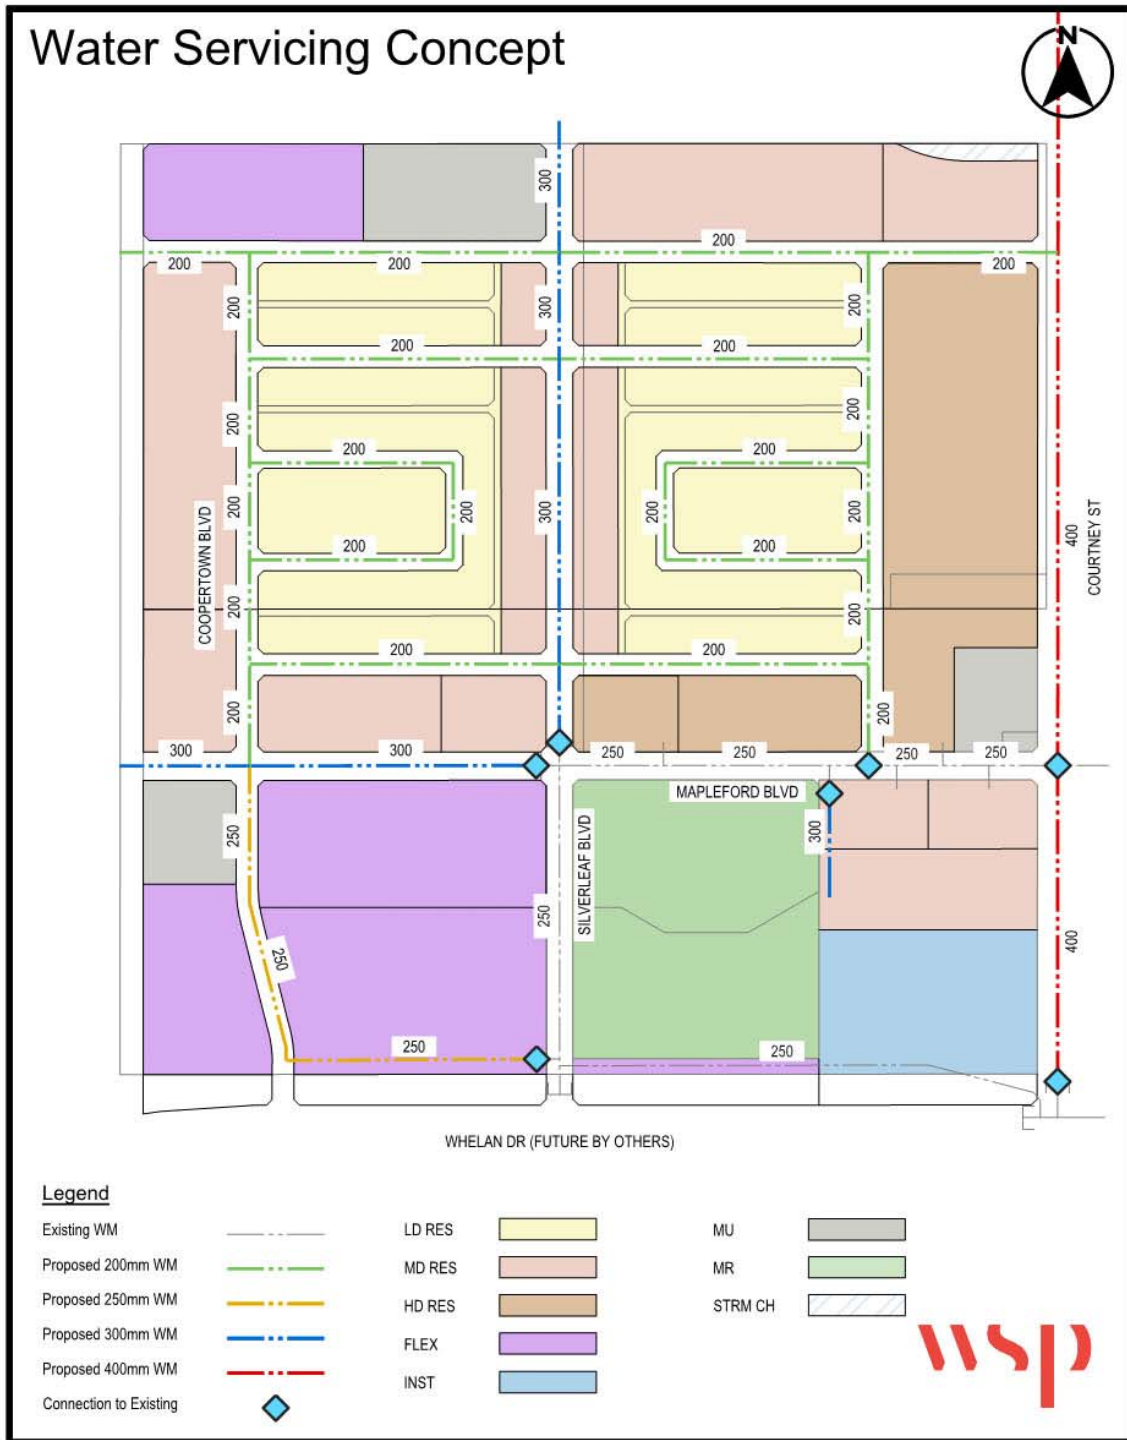 Water Servicing Concept
N
300
200
200
200
200
200
300
200
200
200
200
200
200
200
200
200
200
300
200
200
COURTNEY ST
400
200
200
COOPERTOWN BLVD
200
200
200
200
200
200
300
300
250
250
250
250
MAPLEFORD BLVD
250
300
SILVERLEAF BLVD
250
250
400
250
250
WHELAN DR (FUTURE BY OTHERS)
Legend
Existing WM
Proposed 200mm WM
Proposed 250mm WM
Proposed 300mm WM
Proposed 400mm WM
Connection to Existing
LD RES
MD RES
HD RES
FLEX
INST
MU
MR
STRM CH
wsp